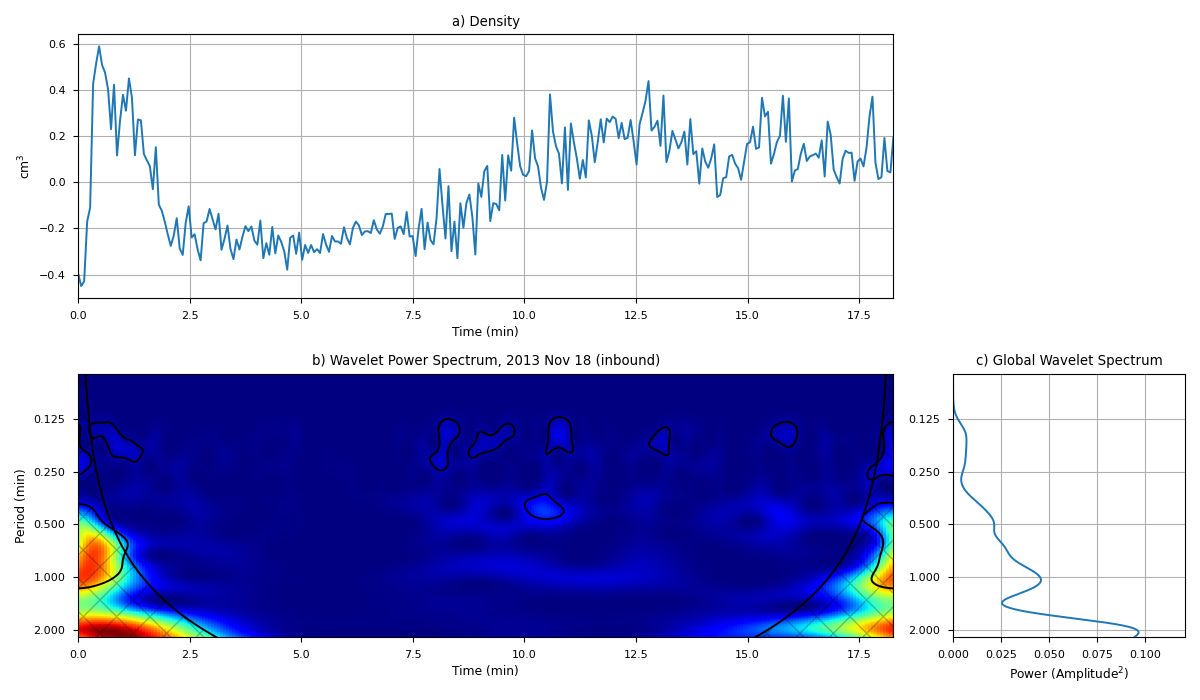 a) Density
cm³
0.6
0.4
0.2
0.0
−0.2
−0.4
0.0 2.5 5.0 7.5 10.0 12.5 15.0 17.5
Time (min)
b) Wavelet Power Spectrum, 2013 Nov 18 (inbound)
Period (min)
0.125
0.250
0.500
1.000
2.000
0.0 2.5 5.0 7.5 10.0 12.5 15.0 17.5
Time (min)
c) Global Wavelet Spectrum
0.125
0.250
0.500
1.000
2.000
0.000 0.025 0.050 0.075 0.100
Power (Amplitude²)